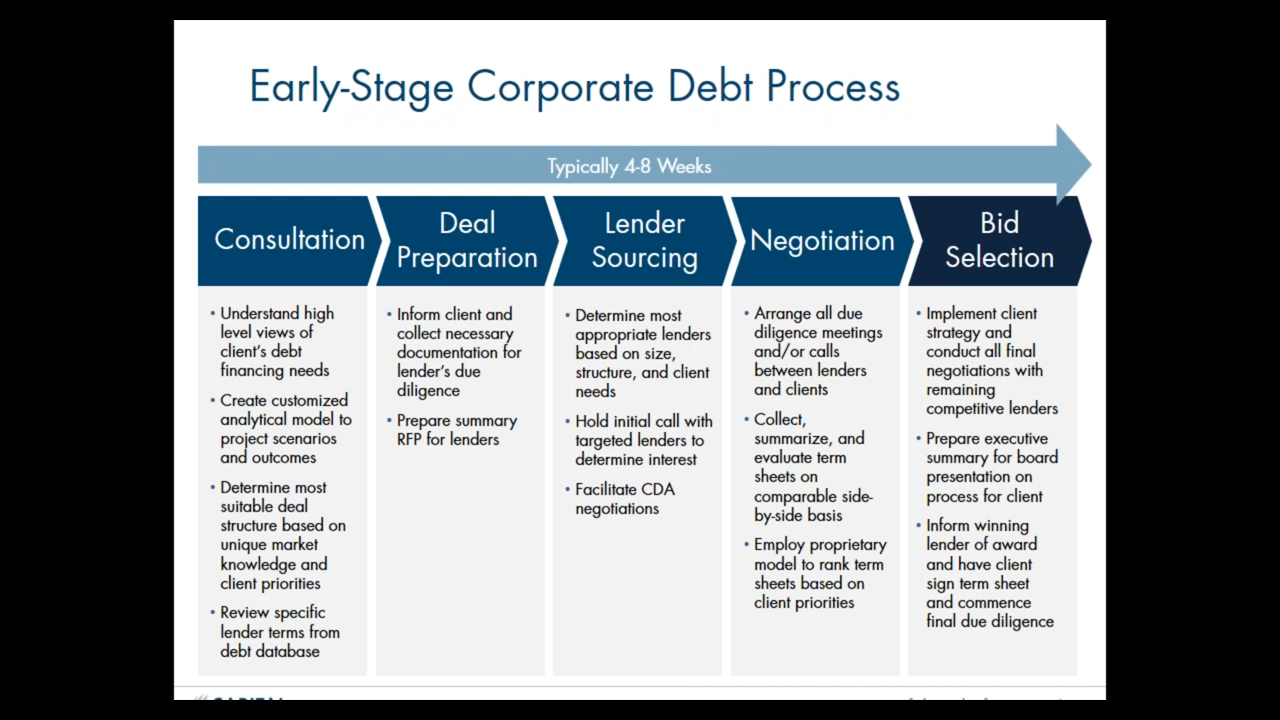 Early-Stage Corporate Debt Process
Typically 4-8 Weeks
Consultation
• Understand high
level views of
client's debt
financing needs
• Create customized
analytical model to
project scenarios
and outcomes
• Determine most
suitable deal
structure based on
unique market
knowledge and
client priorities
• Review specific
lender terms from
debt database
Deal
Preparation
• Inform client and
collect necessary
documentation for
lender's due
diligence
• Prepare summary
RFP for lenders
Lender
Sourcing
• Determine most
appropriate lenders
based on size,
structure, and client
needs
• Hold initial call with
targeted lenders to
determine interest
• Facilitate CDA
negotiations
Negotiation
• Arrange all due
diligence meetings
and/or calls
between lenders
and clients
• Collect,
summarize, and
evaluate term
sheets on
comparable side-
by-side basis
• Employ proprietary
model to rank term
sheets based on
client priorities
Bid
Selection
• Implement client
strategy and
conduct all final
negotiations with
remaining
competitive lenders
• Prepare executive
summary for board
presentation on
process for client
• Inform winning
lender of award
and have client
sign term sheet
and commence
final due diligence